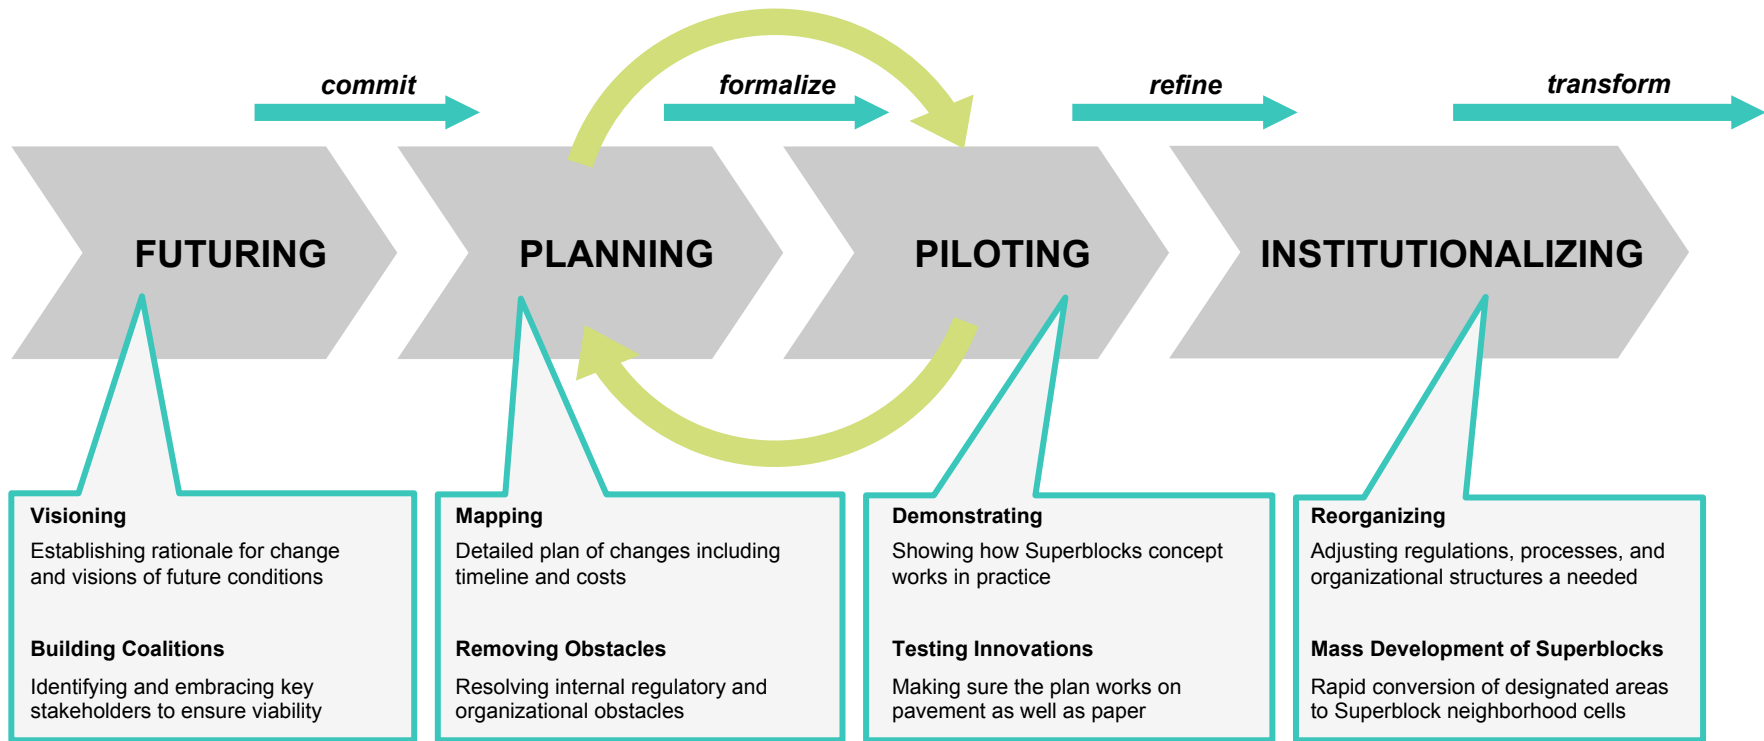 commit
formalize
refine
transform
FUTURING
PLANNING
PILOTING
INSTITUTIONALIZING
Visioning
Establishing rationale for change
and visions of future conditions
Building Coalitions
Identifying and embracing key
stakeholders to ensure viability
Mapping
Detailed plan of changes including
timeline and costs
Removing Obstacles
Resolving internal regulatory and
organizational obstacles
Demonstrating
Showing how Superblocks concept
works in practice
Testing Innovations
Making sure the plan works on
pavement as well as paper
Reorganizing
Adjusting regulations, processes, and
organizational structures a needed
Mass Development of Superblocks
Rapid conversion of designated areas
to Superblock neighborhood cells